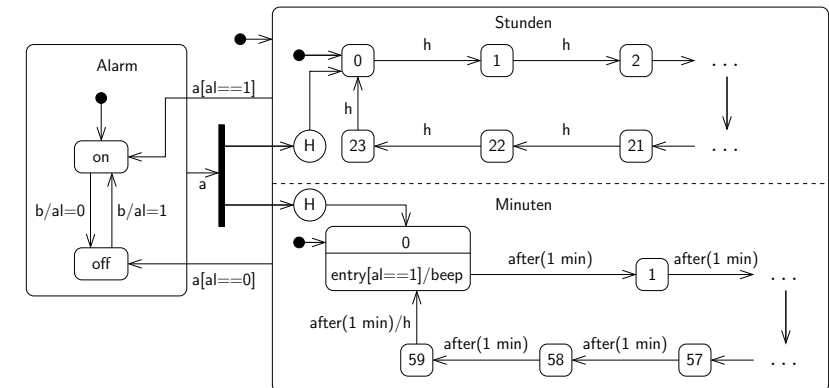 Stunden
h
h
0
1
2
. . .
Alarm
a[al==1]
h
h
h
on
H
23
22
21
. . .
a
b/al=0
b/al=1
H
Minuten
0
off
after(1 min)
after(1 min)
entry[al==1]/beep
1
. . .
a[al==0]
after(1 min)/h
after(1 min)
after(1 min)
59
58
57
. . .